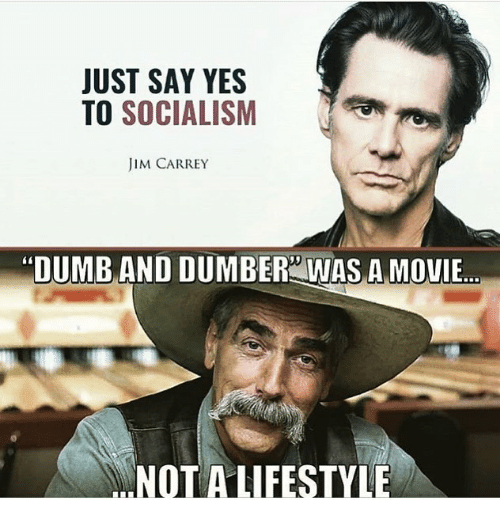 JUST SAY YES
TO SOCIALISM
JIM CARREY
"DUMB AND DUMBER" WAS A MOVIE...
...NOT A LIFESTYLE